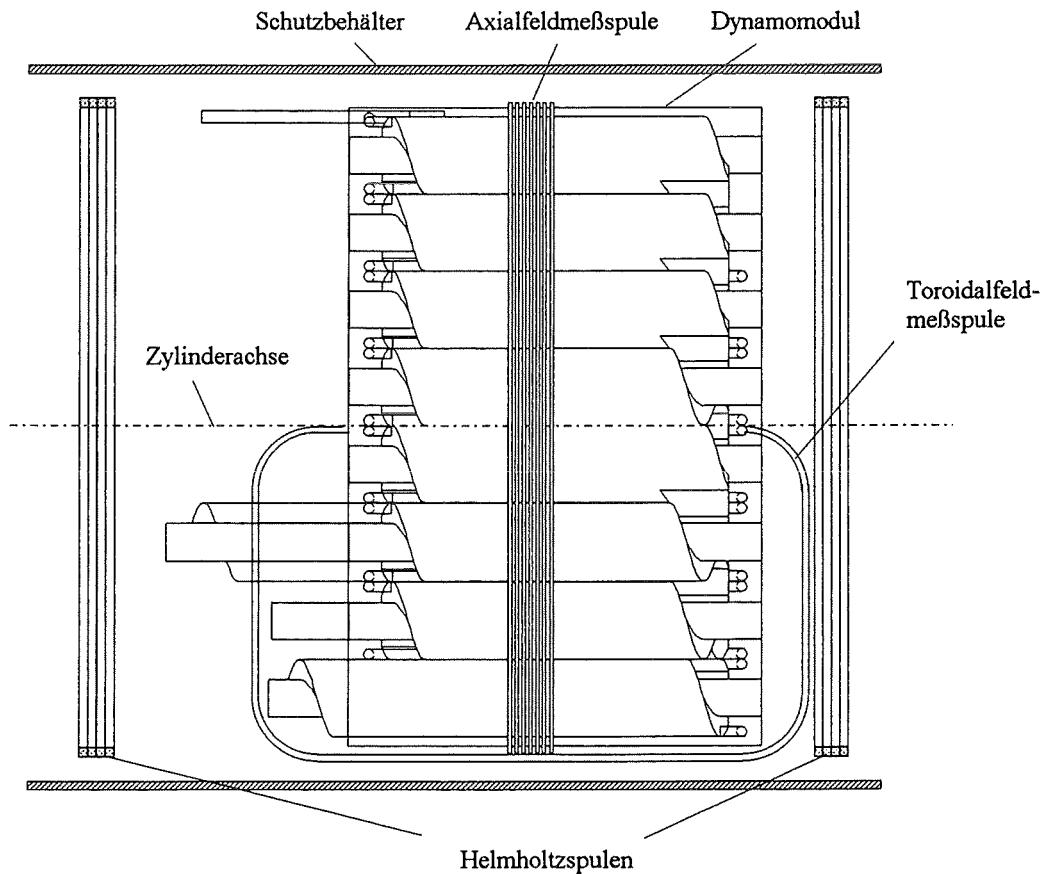 Schutzbehälter
Axialfeldmeßspule
Dynamomodul
Toroidalfeld-
meßspule
Zylinderachse
Helmholtzspulen